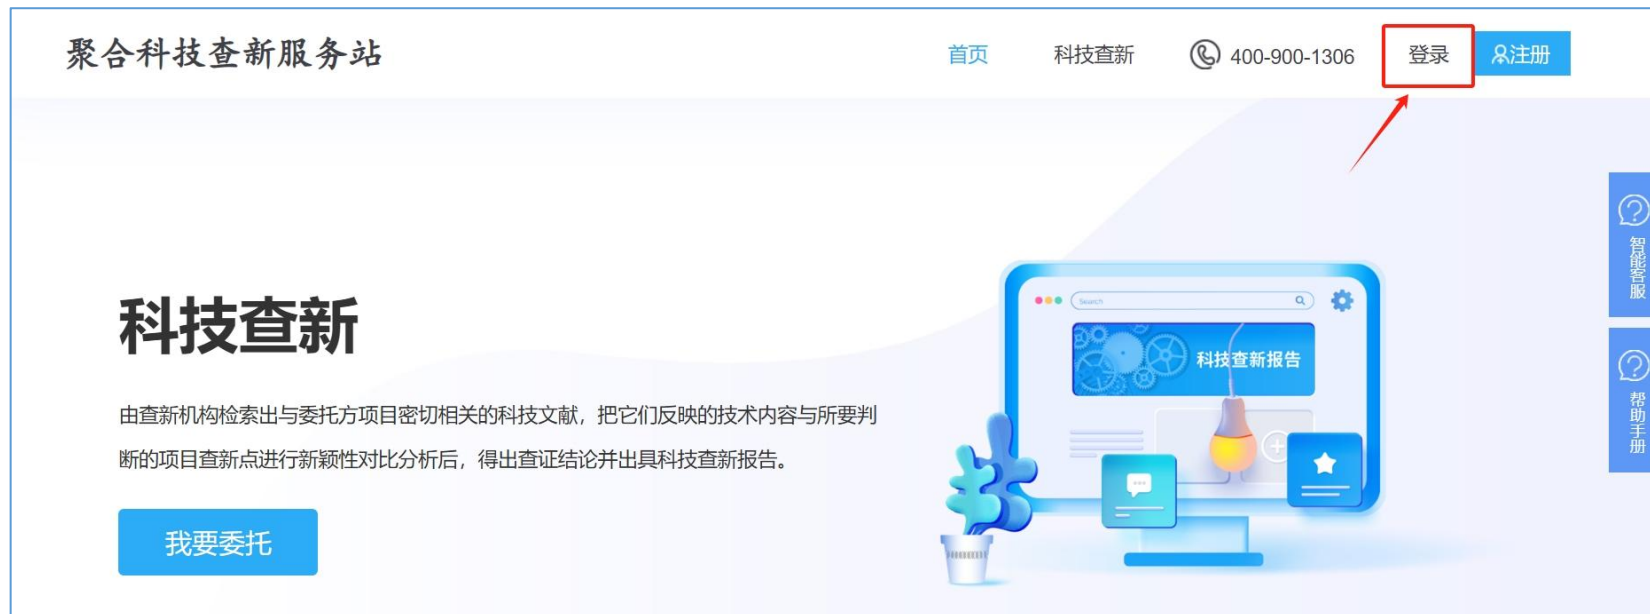 聚合科技查新服务站
首页
科技查新
400-900-1306
登录
注册
智能客服
Search
科技查新报告
科技查新
帮助手册
由查新机构检索出与委托方项目密切相关的科技文献，把它们反映的技术内容与所要判
断的项目查新点进行新颖性对比分析后，得出查证结论并出具科技查新报告。
我要委托